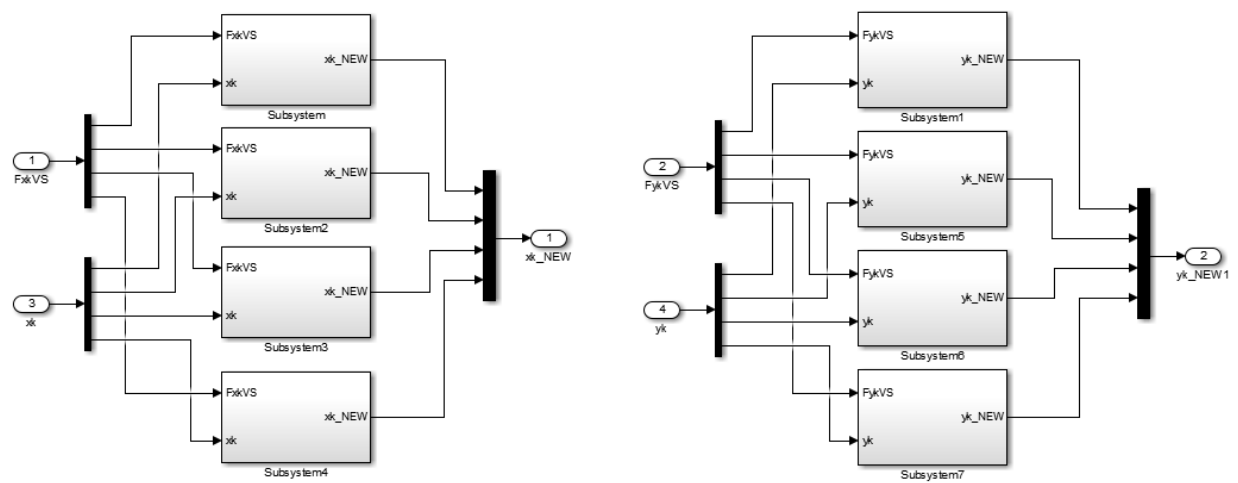 FxkVS
xk
xk_NEW
Subsystem
FxkVS
xk
xk_NEW
Subsystem2
FxkVS
xk
xk_NEW
Subsystem3
FxkVS
xk
xk_NEW
Subsystem4
1
FxkVS
3
xk
1
xk_NEW
FykVS
yk
yk_NEW
Subsystem1
FykVS
yk
yk_NEW
Subsystem5
FykVS
yk
yk_NEW
Subsystem6
FykVS
yk
yk_NEW
Subsystem7
2
FykVS
4
yk
2
yk_NEW1